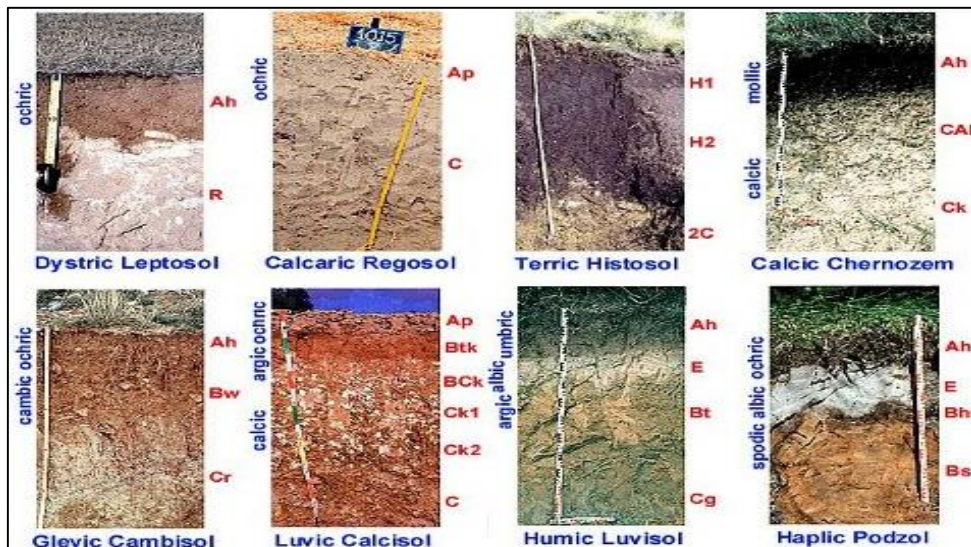 ochric
Ah
R
Dystric Leptosol
1015
ochric
Ap
C
Calcaric Regosol
H1
H2
2C
Terric Histosol
mollic
calcic
Ah
Ck
Calcic Chernozem
cambic ochric
Ah
Bw
Cr
Gleyic Cambisol
argic ochric
calcic
Ap
Btk
BCk
Ck1
Ck2
C
Luvic Calcisol
argic albic umbric
Ah
E
Bt
Cg
Humic Luvisol
spodic albic ochric
Ah
E
Bh
Bs
Haplic Podzol